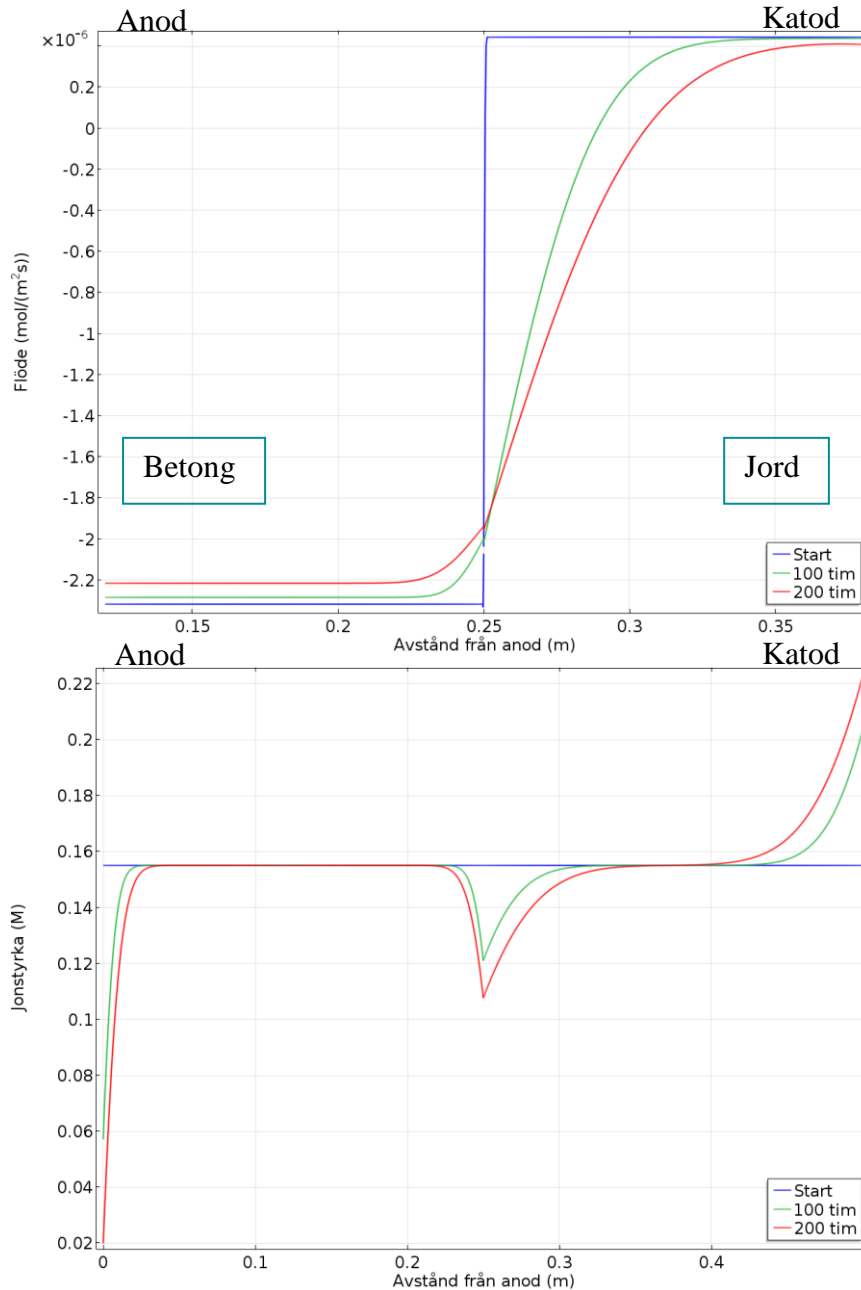 Anod
Katod
×10⁻⁶
0.2
0
-0.2
-0.4
-0.6
-0.8
-1
-1.2
-1.4
-1.6
-1.8
-2
-2.2
Flöde (mol/(m²s))
Betong
Jord
Start
100 tim
200 tim
0.15
0.2
0.25
0.3
0.35
Avstånd från anod (m)
Anod
Katod
0.22
0.2
0.18
0.16
0.14
0.12
0.1
0.08
0.06
0.04
0.02
Jonstyrka (M)
Start
100 tim
200 tim
0
0.1
0.2
0.3
0.4
Avstånd från anod (m)